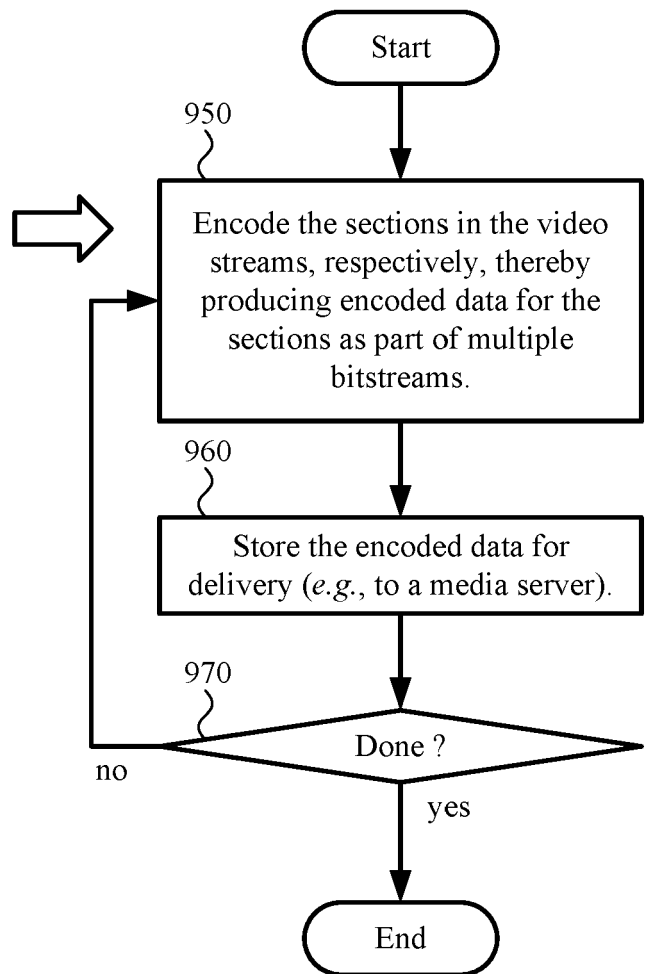 Start
950
Encode the sections in the video
streams, respectively, thereby
producing encoded data for the
sections as part of multiple
bitstreams.
960
Store the encoded data for
delivery (e.g., to a media server).
970
Done ?
no
yes
End